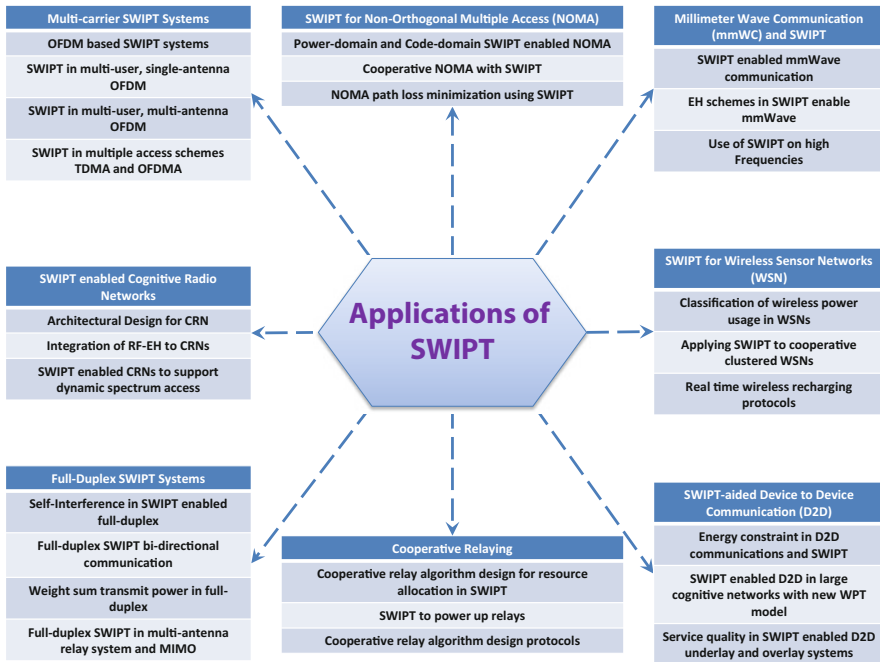 Multi-carrier SWIPT Systems
OFDM based SWIPT systems
SWIPT in multi-user, single-antenna
OFDM
SWIPT in multi-user, multi-antenna
OFDM
SWIPT in multiple access schemes
TDMA and OFDMA
SWIPT for Non-Orthogonal Multiple Access (NOMA)
Power-domain and Code-domain SWIPT enabled NOMA
Cooperative NOMA with SWIPT
NOMA path loss minimization using SWIPT
Millimeter Wave Communication
(mmWC) and SWIPT
SWIPT enabled mmWave
communication
EH schemes in SWIPT enable
mmWave
Use of SWIPT on high
Frequencies
SWIPT enabled Cognitive Radio
Networks
Architectural Design for CRN
Integration of RF-EH to CRNs
SWIPT enabled CRNs to support
dynamic spectrum access
Applications of
SWIPT
SWIPT for Wireless Sensor Networks
(WSN)
Classification of wireless power
usage in WSNs
Applying SWIPT to cooperative
clustered WSNs
Real time wireless recharging
protocols
Full-Duplex SWIPT Systems
Self-Interference in SWIPT enabled
full-duplex
Full-duplex SWIPT bi-directional
communication
Weight sum transmit power in full-
duplex
Full-duplex SWIPT in multi-antenna
relay system and MIMO
Cooperative Relaying
Cooperative relay algorithm design for resource
allocation in SWIPT
SWIPT to power up relays
Cooperative relay algorithm design protocols
SWIPT-aided Device to Device
Communication (D2D)
Energy constraint in D2D
communications and SWIPT
SWIPT enabled D2D in large
cognitive networks with new WPT
model
Service quality in SWIPT enabled D2D
underlay and overlay systems